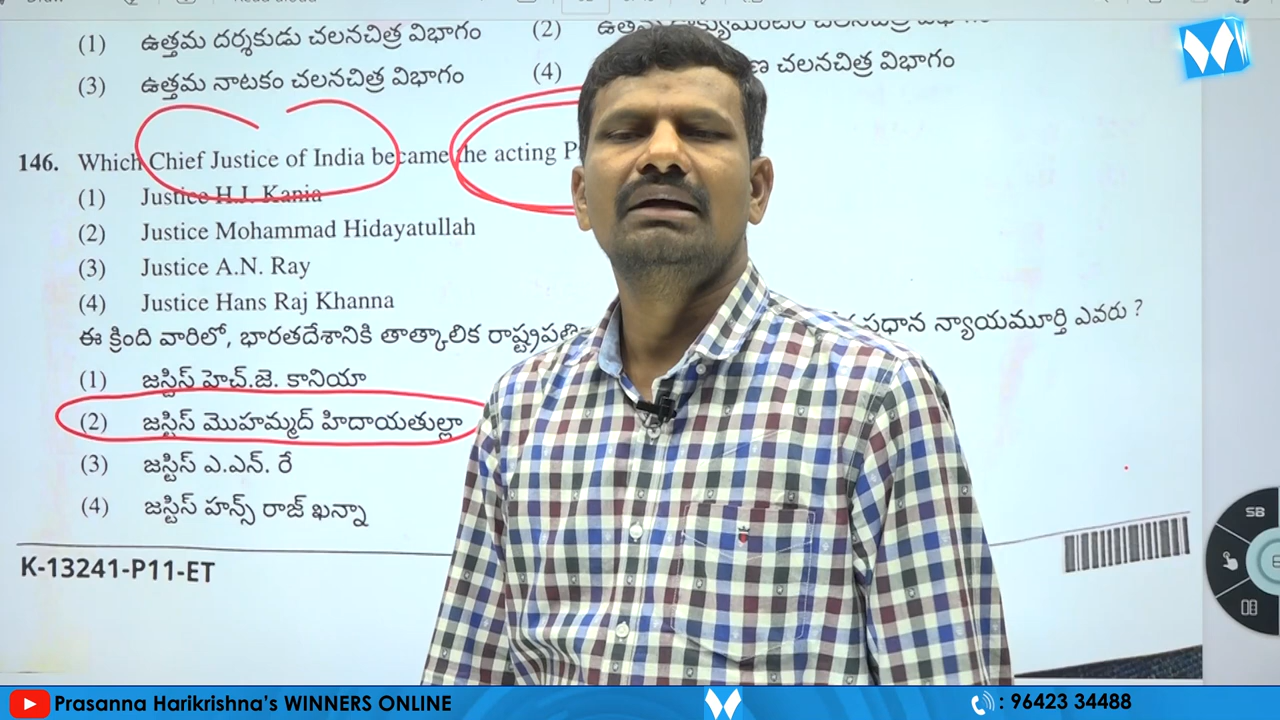 (1) ఉత్తమ దర్శకుడు చలనచిత్ర విభాగం (2)
(3) ఉత్తమ నాటకం చలనచిత్ర విభాగం (4) చలనచిత్ర విభాగం
146. Which Chief Justice of India became the acting
(1) Justice H.J. Kania
(2) Justice Mohammad Hidayatullah
(3) Justice A.N. Ray
(4) Justice Hans Raj Khanna
ఈ క్రింది వారిలో, భారతదేశానికి తాత్కాలిక న్యాయమూర్తి ఎవరు ?
(1) జస్టిస్ హెచ్.జె. కానియా
(2) జస్టిస్ మొహమ్మద్ హిదాయతుల్లా
(3) జస్టిస్ ఎ.ఎన్. రే
(4) జస్టిస్ హన్స్ రాజ్ ఖన్నా
K-13241-P11-ET
SB
Prasanna Harikrishna's WINNERS ONLINE
: 96423 34488